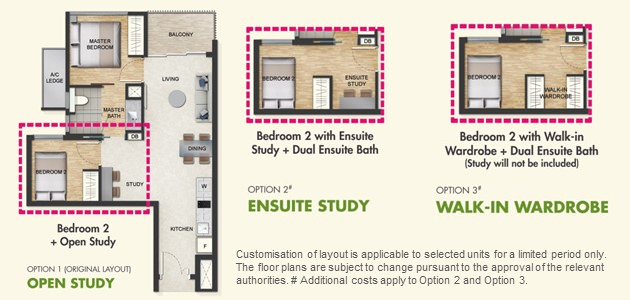 MASTER
BEDROOM
BALCONY
A/C
LEDGE
LIVING
MASTER
BATH
DB
DINING
BEDROOM 2
STUDY
W
KITCHEN
F
Bedroom 2
+ Open Study
OPTION 1 (ORIGINAL LAYOUT)
OPEN STUDY
DB
BEDROOM 2
ENSUITE
STUDY
Bedroom 2 with Ensuite
Study + Dual Ensuite Bath
OPTION 2#
ENSUITE STUDY
DB
BEDROOM 2
WALK-IN
WARDROBE
Bedroom 2 with Walk-in
Wardrobe + Dual Ensuite Bath
(Study will not be included)
OPTION 3#
WALK-IN WARDROBE
Customisation of layout is applicable to selected units for a limited period only.
The floor plans are subject to change pursuant to the approval of the relevant
authorities. # Additional costs apply to Option 2 and Option 3.